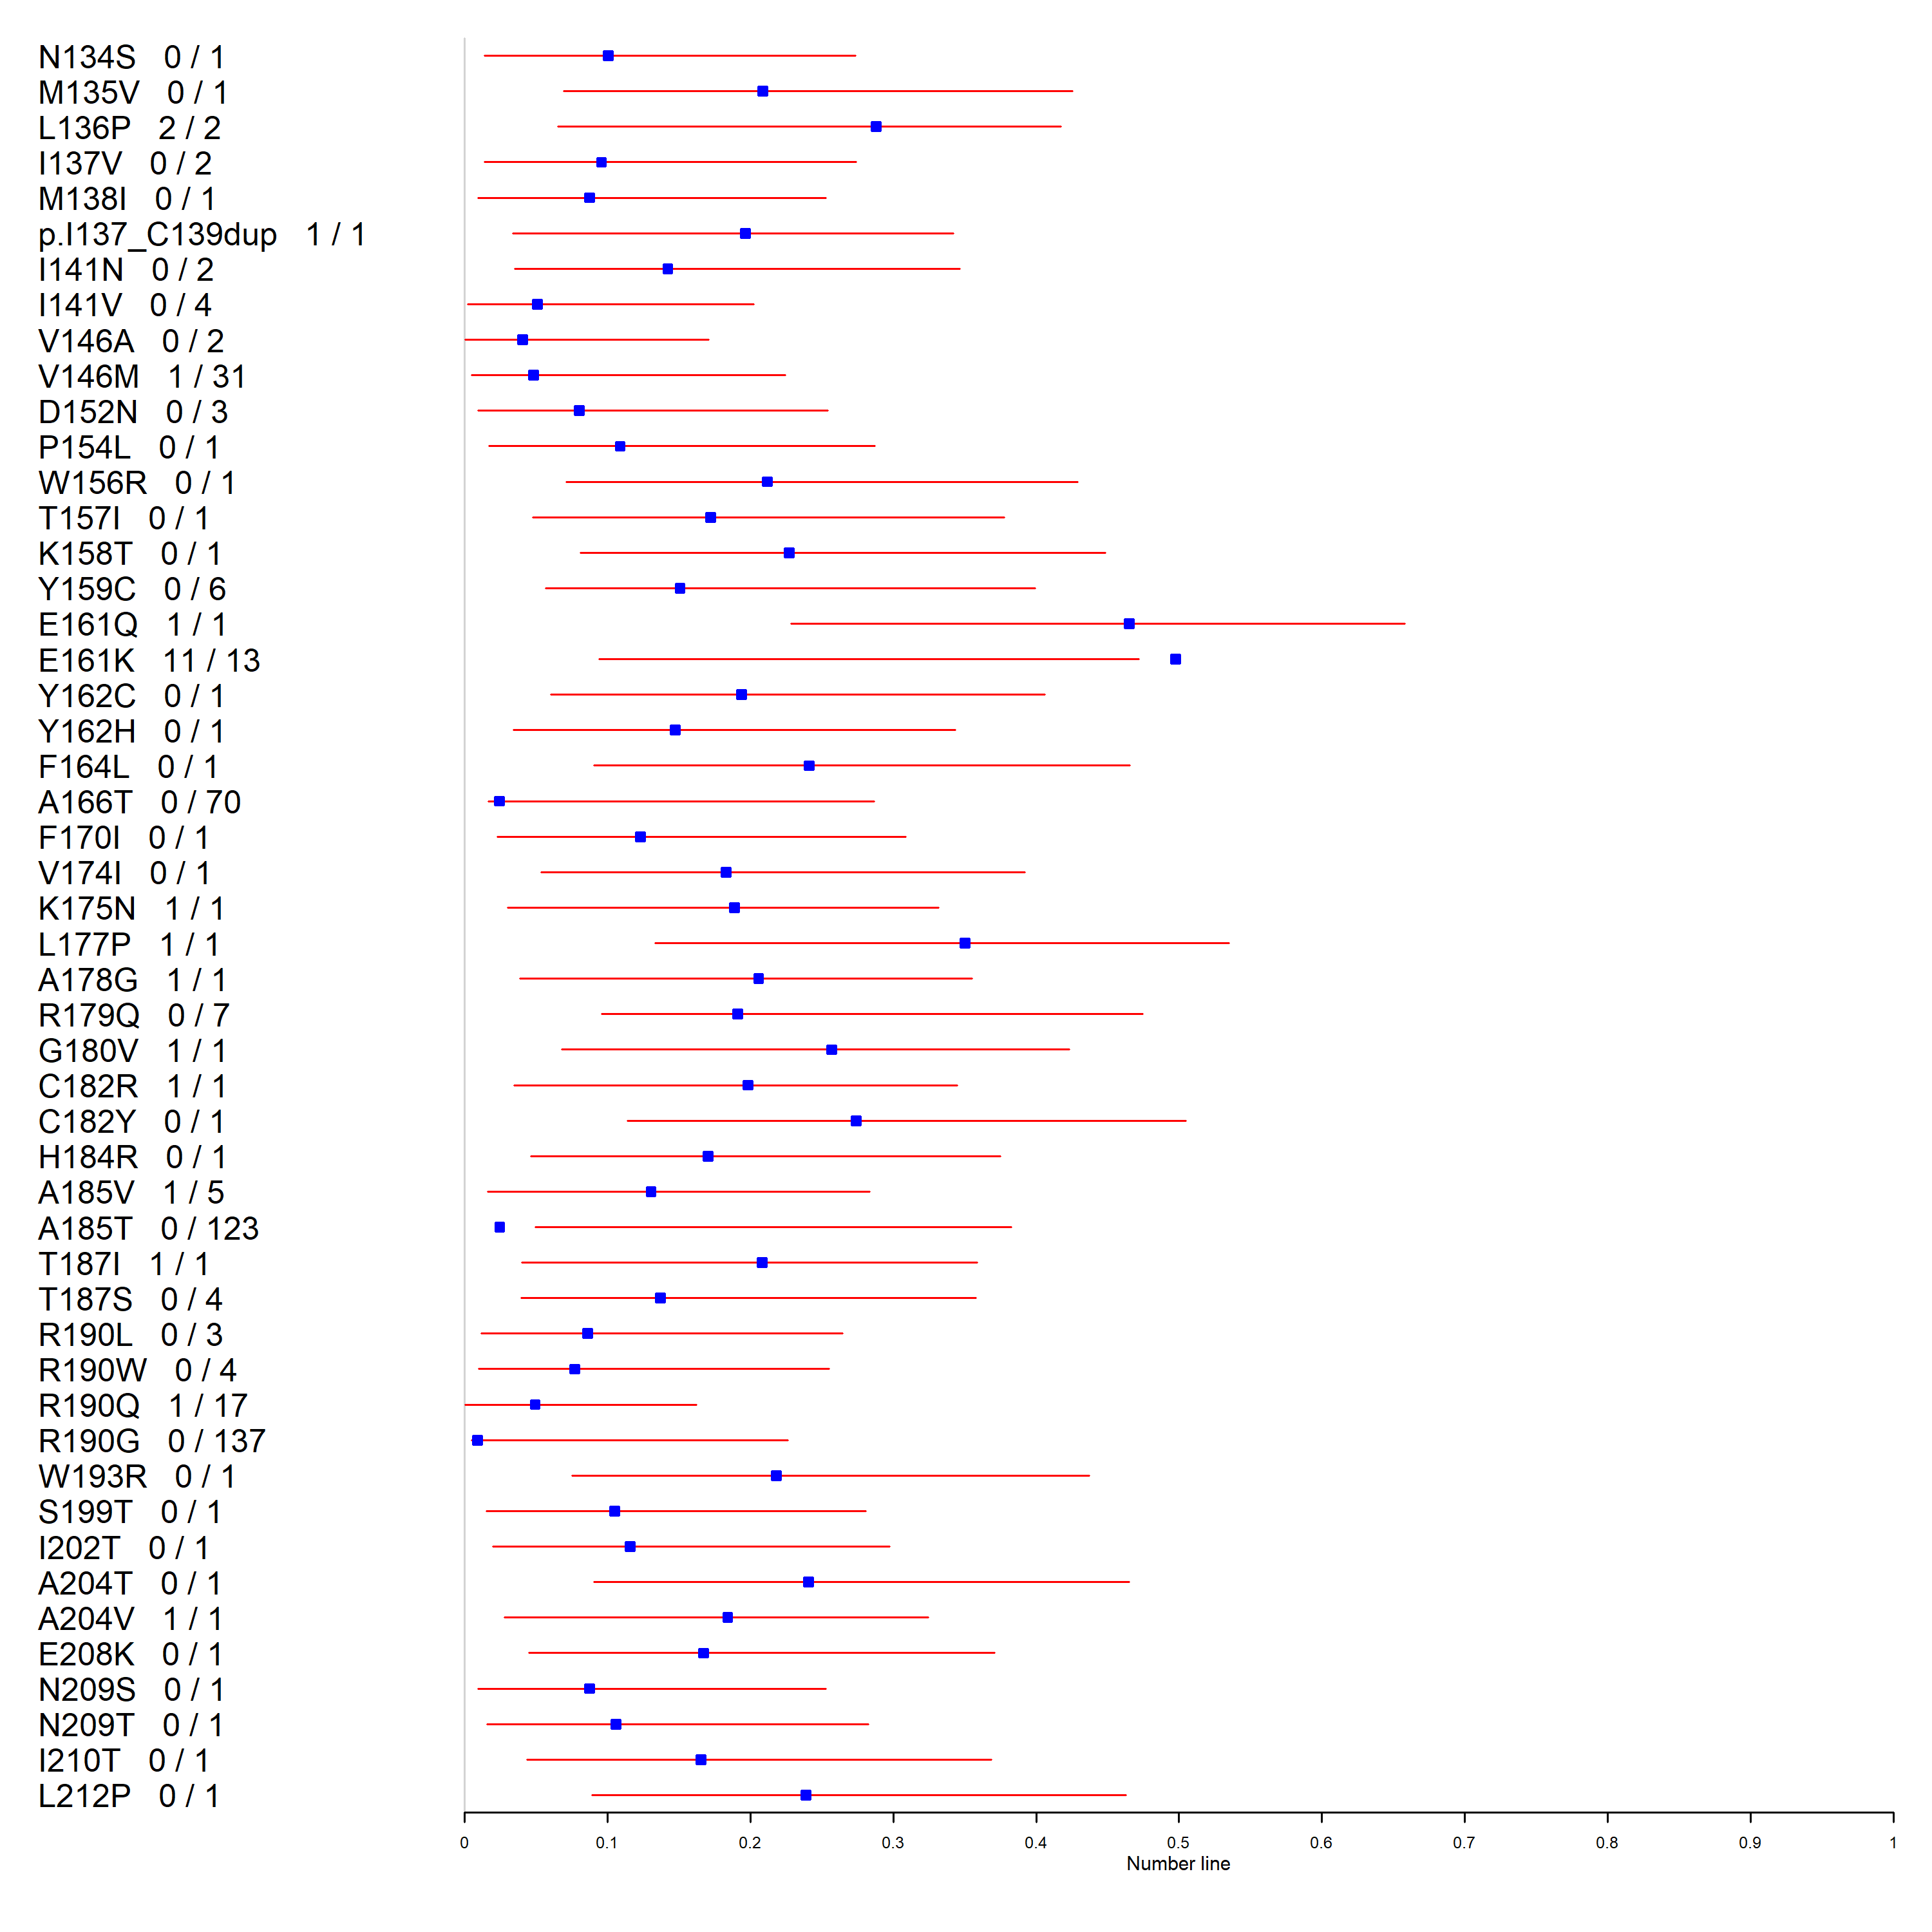 N134S 0 / 1
M135V 0 / 1
L136P 2 / 2
I137V 0 / 2
M138I 0 / 1
p.I137_C139dup 1 / 1
I141N 0 / 2
I141V 0 / 4
V146A 0 / 2
V146M 1 / 31
D152N 0 / 3
P154L 0 / 1
W156R 0 / 1
T157I 0 / 1
K158T 0 / 1
Y159C 0 / 6
E161Q 1 / 1
E161K 11 / 13
Y162C 0 / 1
Y162H 0 / 1
F164L 0 / 1
A166T 0 / 70
F170I 0 / 1
V174I 0 / 1
K175N 1 / 1
L177P 1 / 1
A178G 1 / 1
R179Q 0 / 7
G180V 1 / 1
C182R 1 / 1
C182Y 0 / 1
H184R 0 / 1
A185V 1 / 5
A185T 0 / 123
T187I 1 / 1
T187S 0 / 4
R190L 0 / 3
R190W 0 / 4
R190Q 1 / 17
R190G 0 / 137
W193R 0 / 1
S199T 0 / 1
I202T 0 / 1
A204T 0 / 1
A204V 1 / 1
E208K 0 / 1
N209S 0 / 1
N209T 0 / 1
I210T 0 / 1
L212P 0 / 1
0 0.1 0.2 0.3 0.4 0.5 0.6 0.7 0.8 0.9 1
Number line